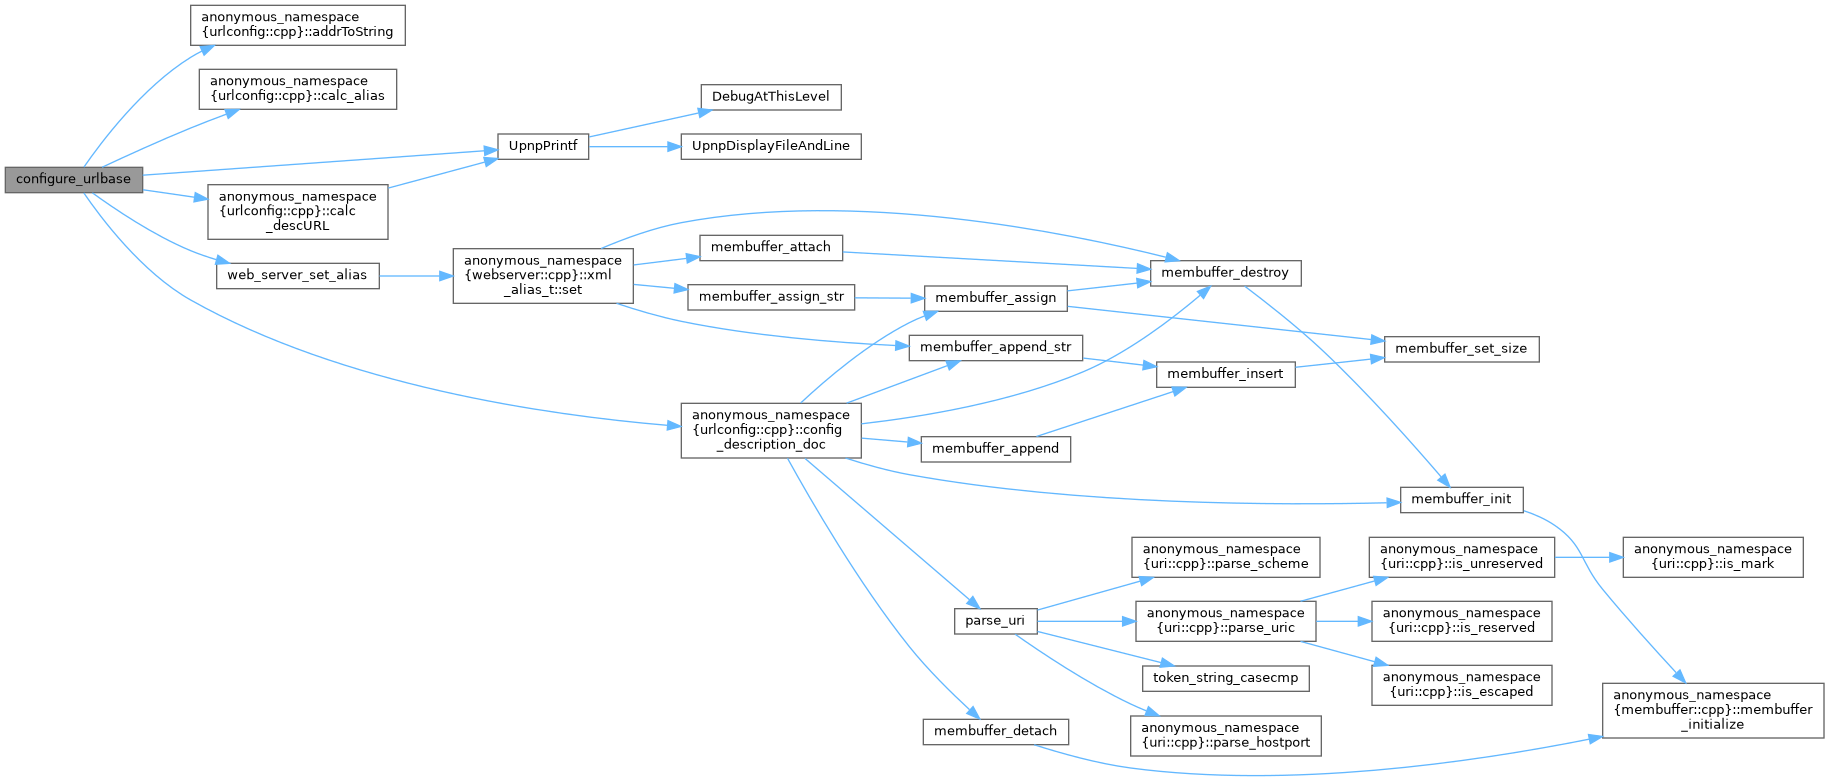 anonymous_namespace
{urlconfig::cpp}::addrToString
anonymous_namespace
{urlconfig::cpp}::calc_alias
DebugAtThisLevel
UpnpPrintf
UpnpDisplayFileAndLine
configure_urlbase
anonymous_namespace
{urlconfig::cpp}::calc
_descURL
web_server_set_alias
anonymous_namespace
{webserver::cpp}::xml
_alias_t::set
membuffer_attach
membuffer_destroy
membuffer_assign_str
membuffer_assign
membuffer_append_str
membuffer_set_size
membuffer_insert
anonymous_namespace
{urlconfig::cpp}::config
_description_doc
membuffer_append
membuffer_init
anonymous_namespace
{uri::cpp}::parse_scheme
anonymous_namespace
{uri::cpp}::is_unreserved
anonymous_namespace
{uri::cpp}::is_mark
parse_uri
anonymous_namespace
{uri::cpp}::parse_uric
anonymous_namespace
{uri::cpp}::is_reserved
token_string_casecmp
anonymous_namespace
{uri::cpp}::is_escaped
membuffer_detach
anonymous_namespace
{uri::cpp}::parse_hostport
anonymous_namespace
{membuffer::cpp}::membuffer
_initialize